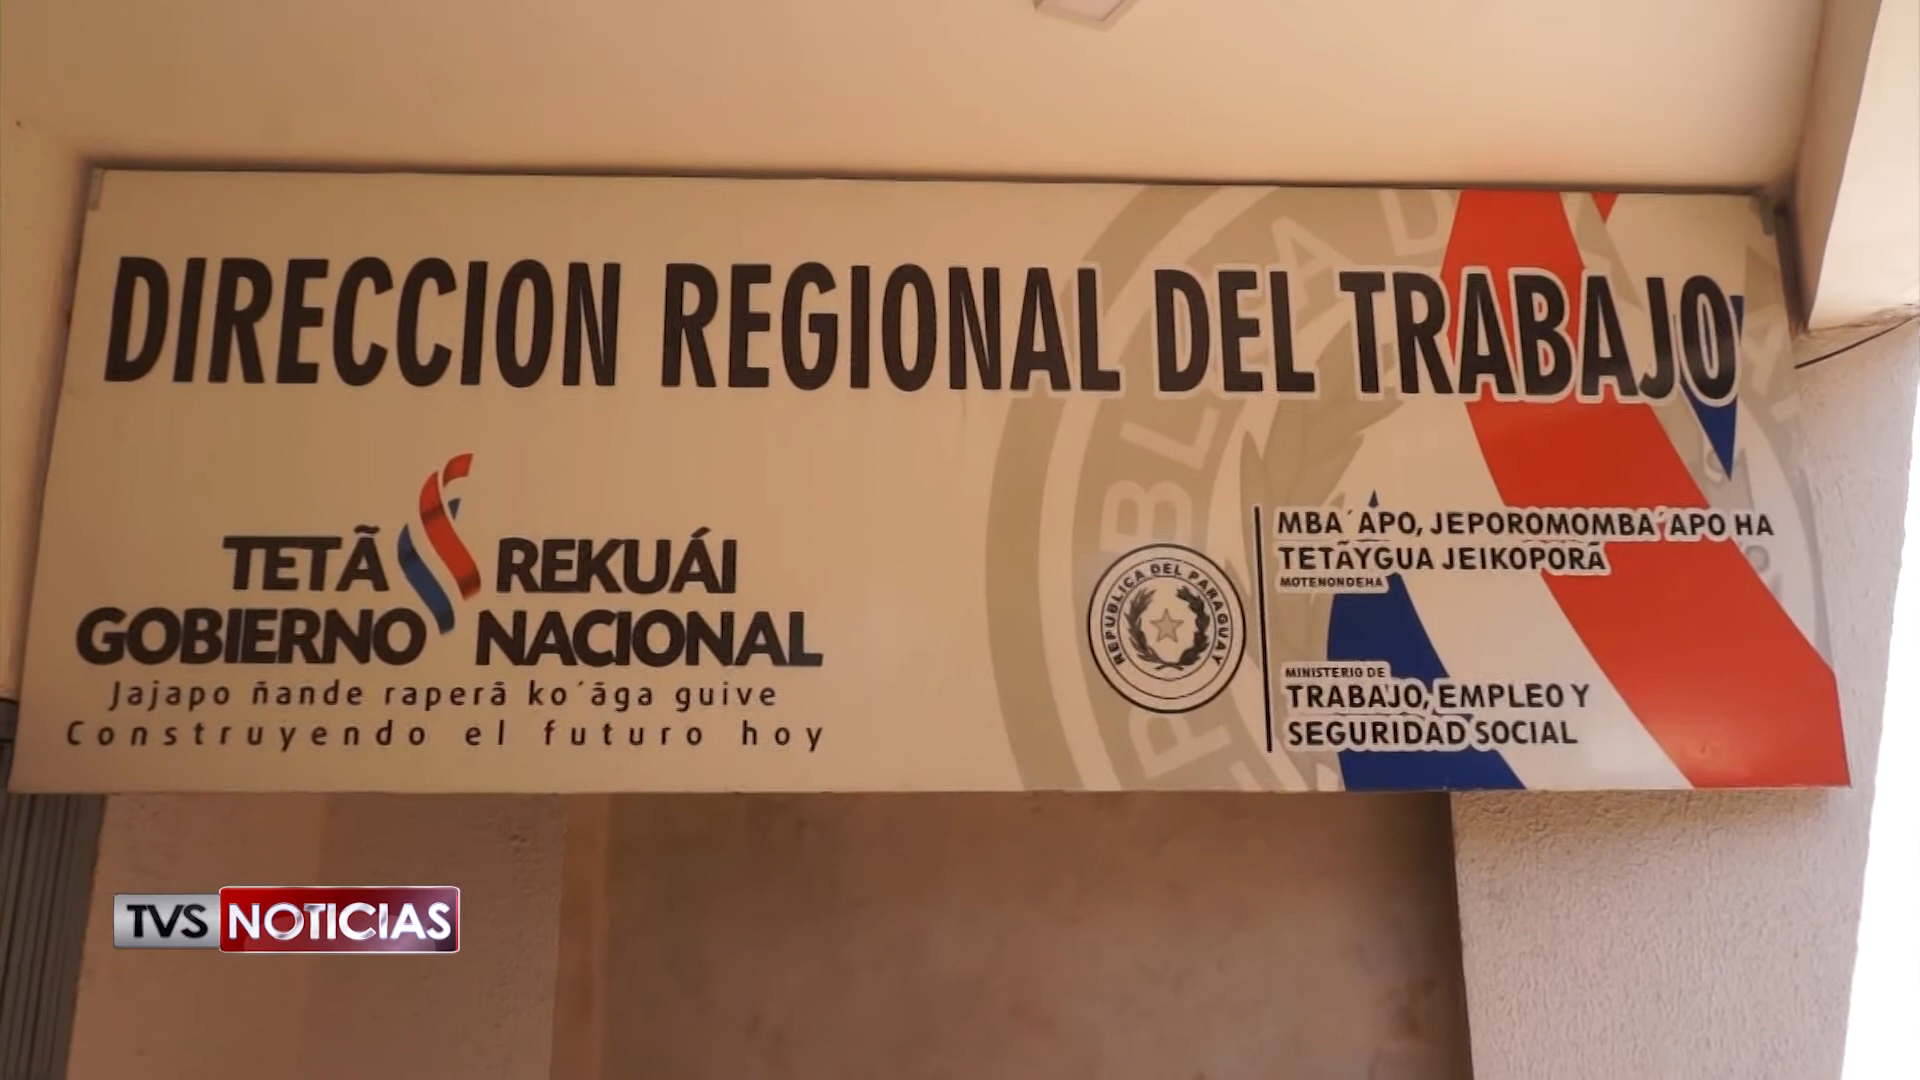 DIRECCION REGIONAL DEL TRABAJO
TETÃ REKUÁI
GOBIERNO NACIONAL
Jajapo ñande raperã ko´ãga guive
Construyendo el futuro hoy
REPUBLICA DEL PARAGUAY
MBA´APO, JEPOROMOMBA´APO HA
TETÃYGUA JEIKOPORÃ
MOTENONDEHA
MINISTERIO DE
TRABAJO, EMPLEO Y
SEGURIDAD SOCIAL
TVS NOTICIAS